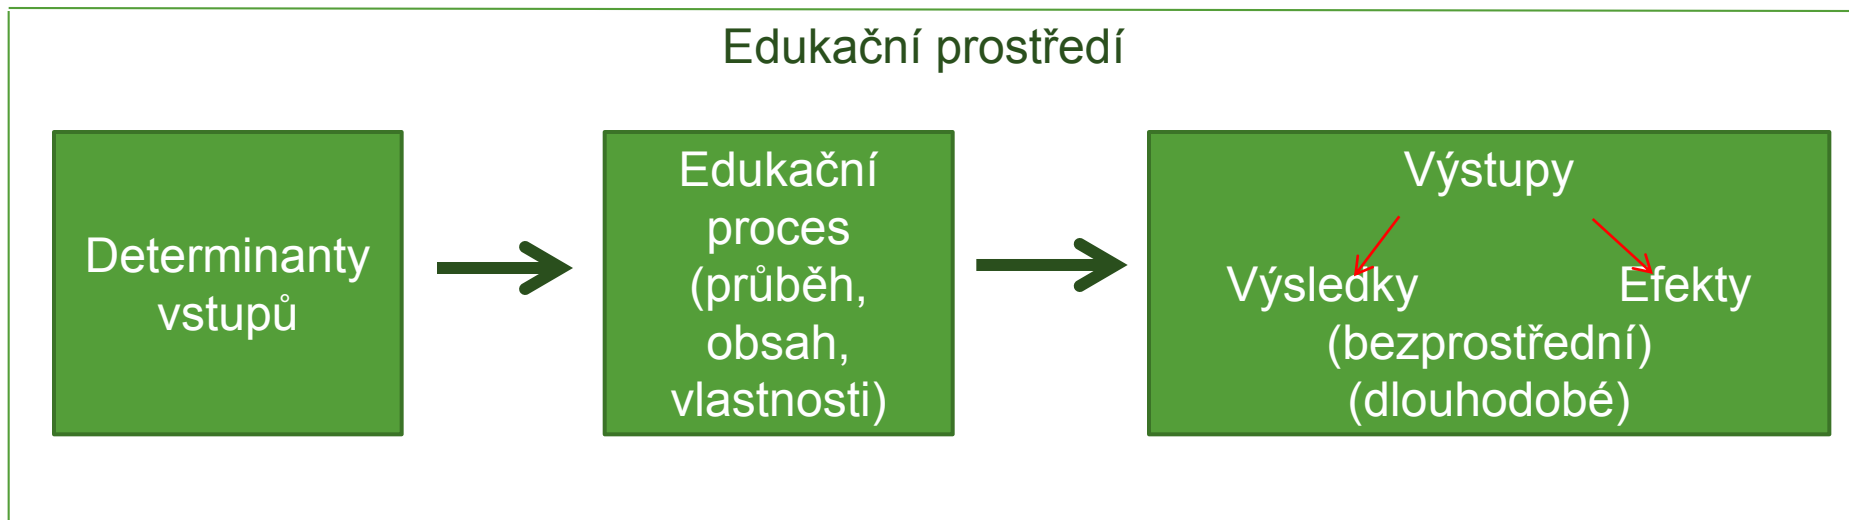 Edukační prostředí
Determinanty
vstupů
Edukační
proces
(průběh,
obsah,
vlastnosti)
Výstupy
Výsledky Efekty
(bezprostřední)
(dlouhodobé)